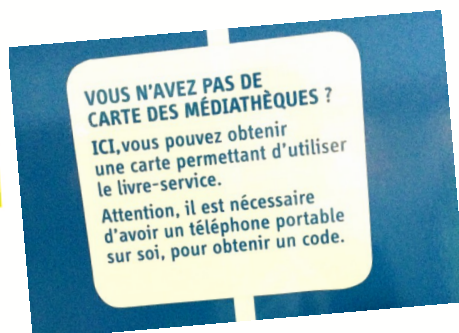 VOUS N'AVEZ PAS DE
CARTE DES MÉDIATHÈQUES ?
ICI,vous pouvez obtenir
une carte permettant d'utiliser
le livre-service.
Attention, il est nécessaire
d'avoir un téléphone portable
sur soi, pour obtenir un code.